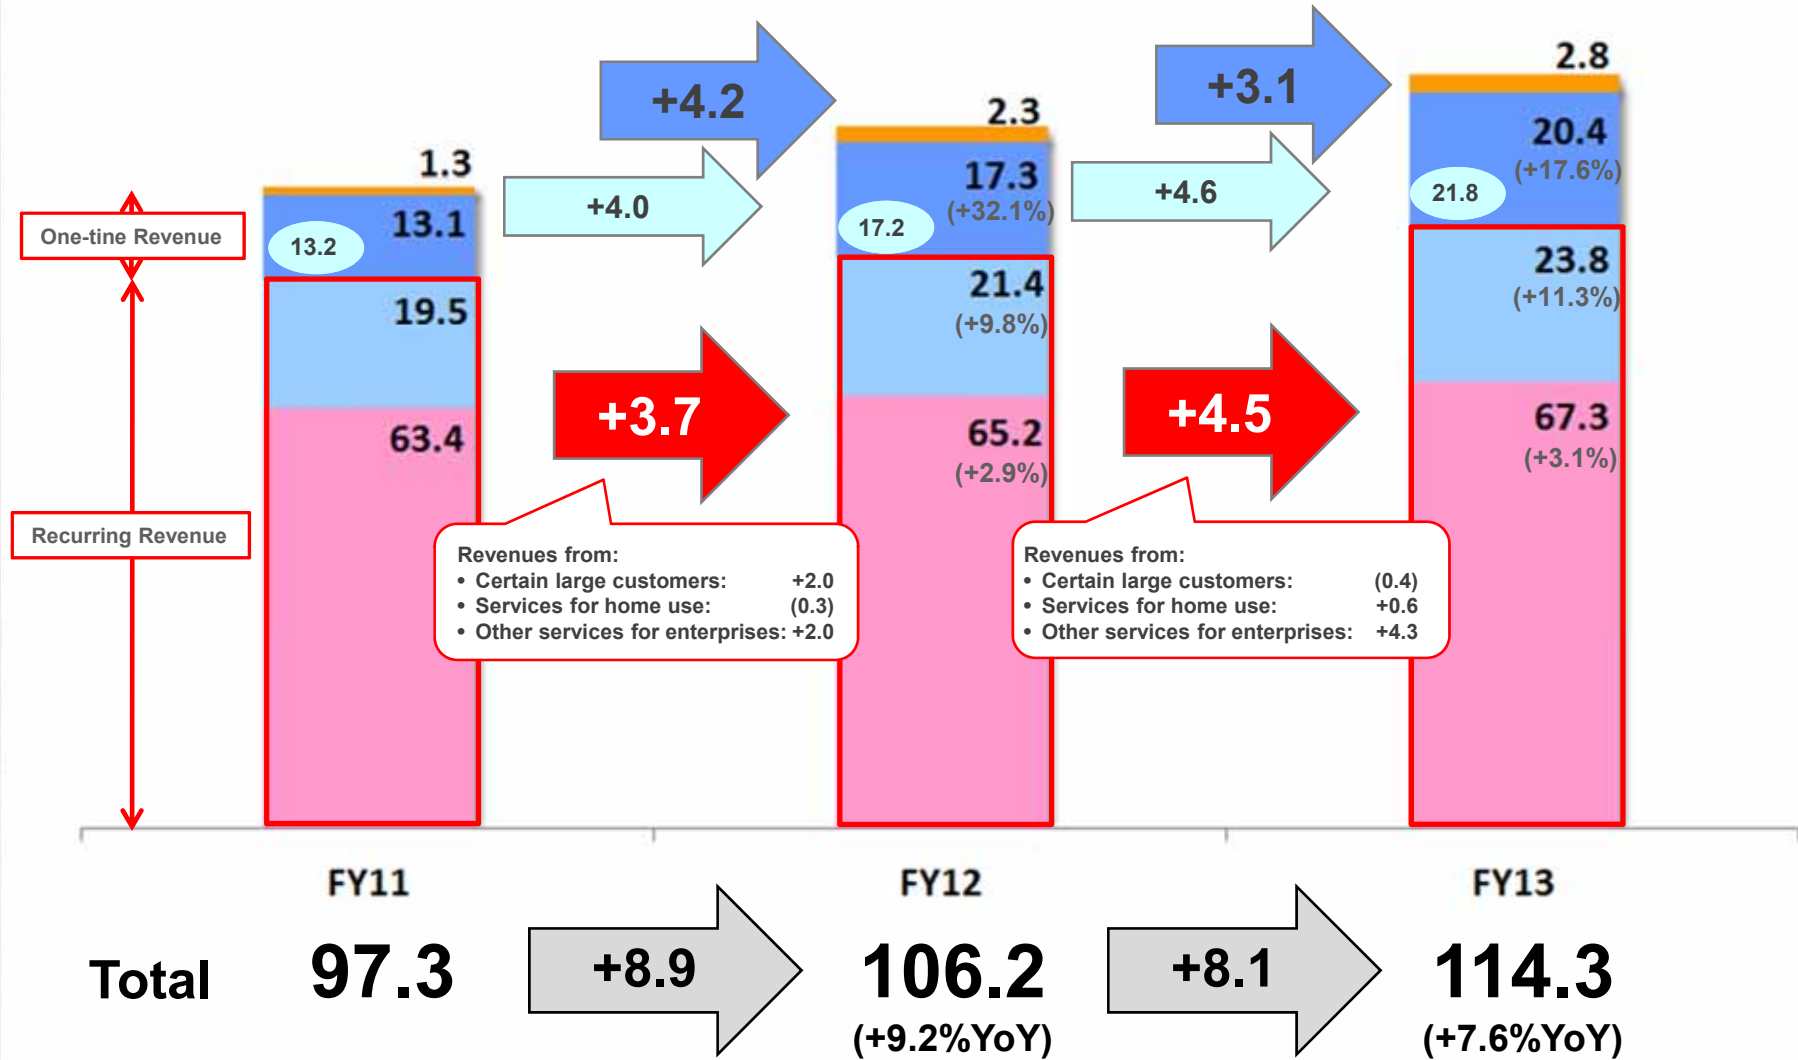 +4.2
+3.1
2.8
2.3
20.4
(+17.6%)
1.3
17.3
(+32.1%)
+4.0
+4.6
21.8
One-tine Revenue
13.2
13.1
17.2
23.8
(+11.3%)
19.5
21.4
(+9.8%)
+3.7
+4.5
63.4
65.2
(+2.9%)
67.3
(+3.1%)
Recurring Revenue
Revenues from:
• Certain large customers: +2.0
• Services for home use: (0.3)
• Other services for enterprises: +2.0
Revenues from:
• Certain large customers: (0.4)
• Services for home use: +0.6
• Other services for enterprises: +4.3
FY11
FY12
FY13
Total
97.3
+8.9
106.2
(+9.2%YoY)
+8.1
114.3
(+7.6%YoY)